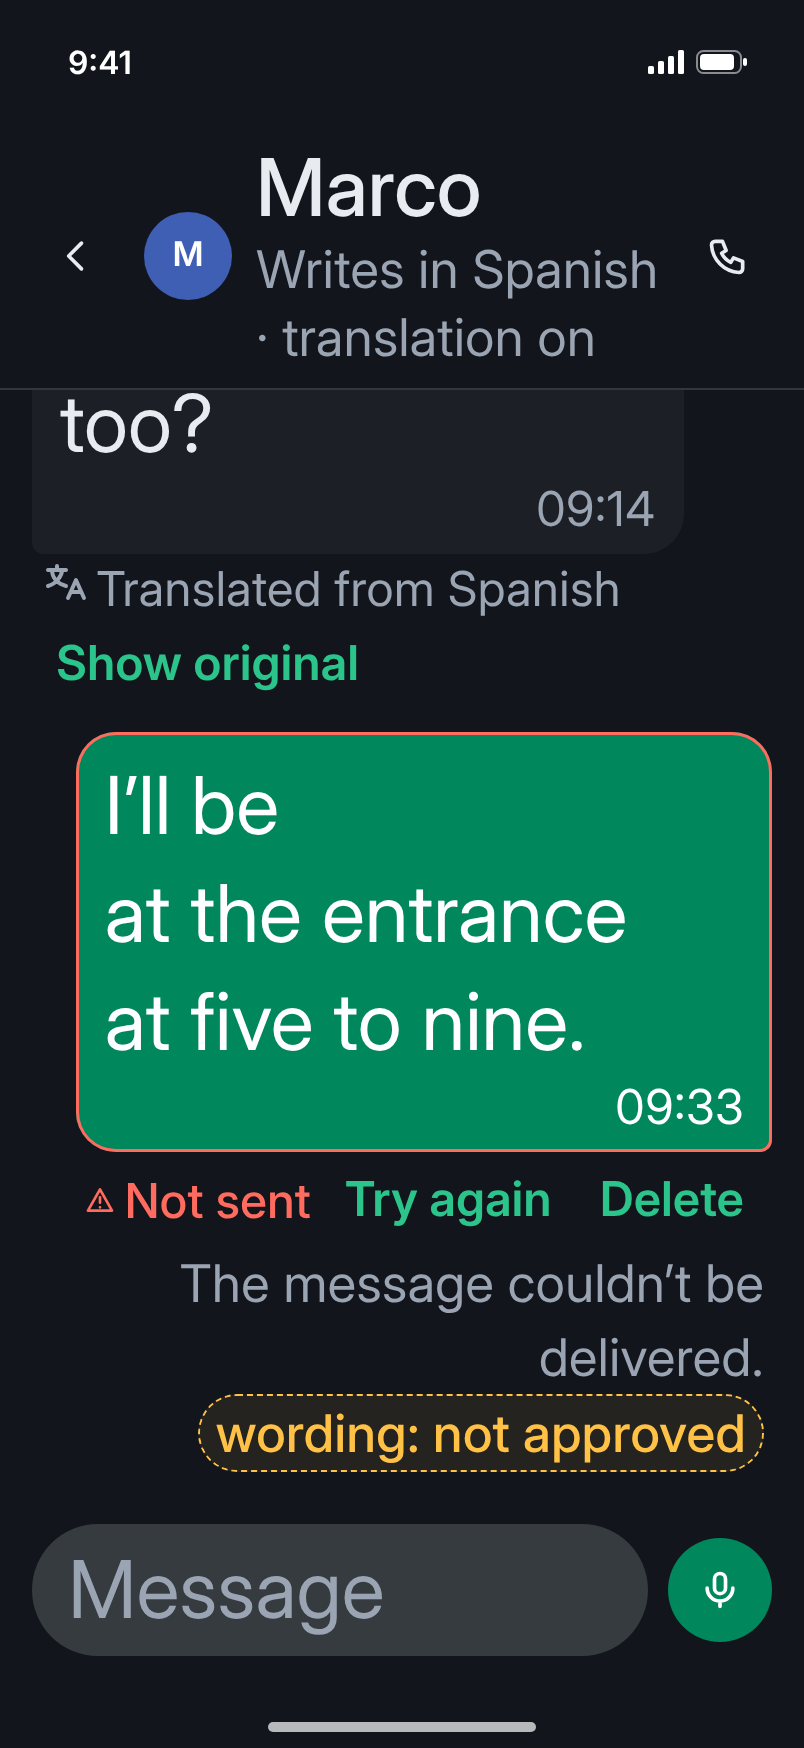 9:41
Marco
M
Writes in Spanish
· translation on
too?
09:14
Translated from Spanish
Show original
I’ll be
at the entrance
at five to nine.
09:33
Not sent Try again Delete
The message couldn’t be
delivered.
wording: not approved
Message